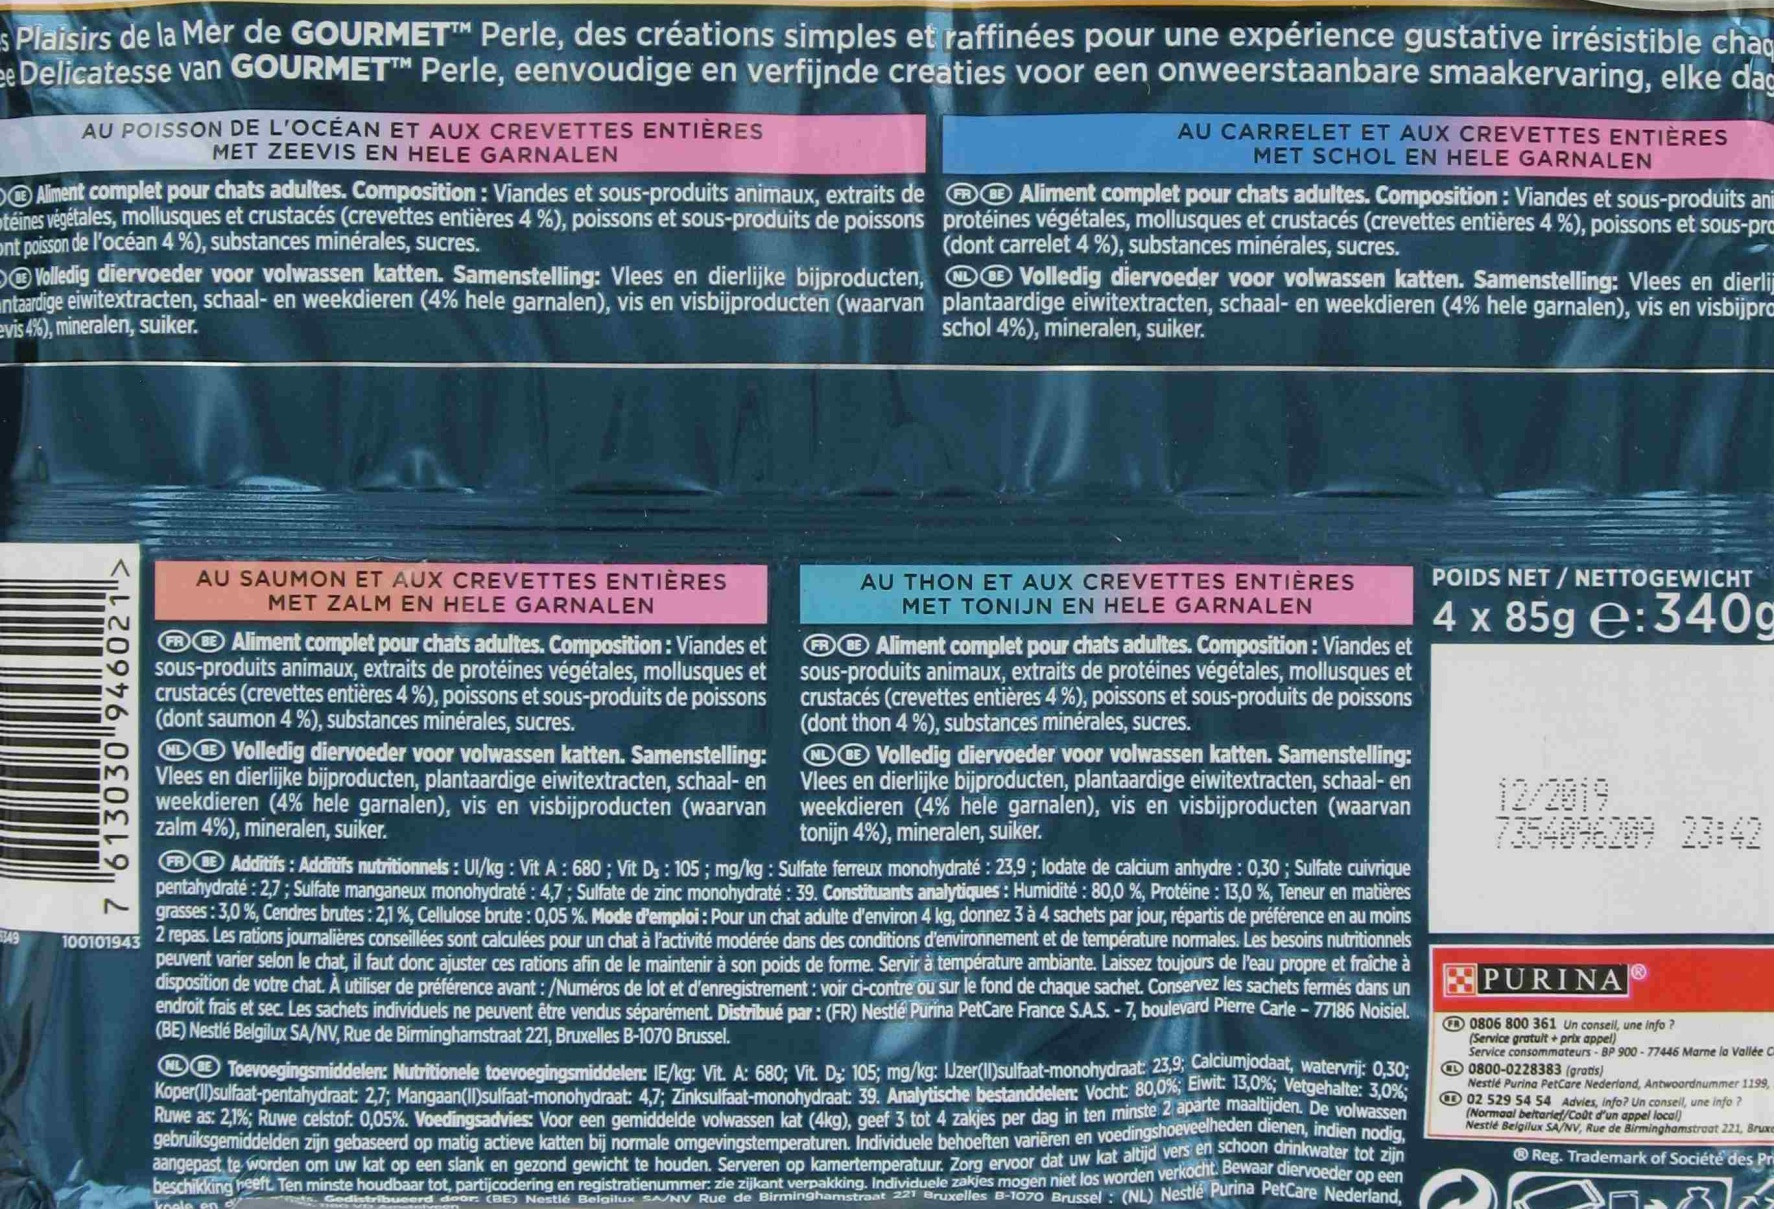 Plaisirs de la Mer de GOURMET™ Perle, des créations simples et raffinées pour une expérience gustative irrésistible
Delicatesse van GOURMET™ Perle, eenvoudige en verfijnde creaties voor een onweerstaanbare smaakervaring, elke
AU POISSON DE L'OCÉAN ET AUX CREVETTES ENTIÈRES
MET ZEEVIS EN HELE GARNALEN
BE Aliment complet pour chats adultes. Composition : Viandes et sous-produits animaux, extraits de
végétales, mollusques et crustacés (crevettes entières 4 %), poissons et sous-produits de poissons
poisson de l'océan 4 %), substances minérales, sucres.
BE Volledig diervoeder voor volwassen katten. Samenstelling: Vlees en dierlijke bijproducten,
eiwitextracten, schaal- en weekdieren (4% hele garnalen), vis en visbijproducten (waarvan
4%), mineralen, suiker.
AU CARRELET ET AUX CREVETTES ENTIÈRES
MET SCHOL EN HELE GARNALEN
FR BE Aliment complet pour chats adultes. Composition : Viandes et sous-produits
protéines végétales, mollusques et crustacés (crevettes entières 4 %), poissons et
(dont carrelet 4 %), substances minérales, sucres.
NL BE Volledig diervoeder voor volwassen katten. Samenstelling: Vlees en
plantaardige eiwitextracten, schaal- en weekdieren (4% hele garnalen), vis en
schol 4%), mineralen, suiker.
7 613030 946021 >
100101943
AU SAUMON ET AUX CREVETTES ENTIÈRES
MET ZALM EN HELE GARNALEN
FR BE Aliment complet pour chats adultes. Composition : Viandes et
sous-produits animaux, extraits de protéines végétales, mollusques et
crustacés (crevettes entières 4 %), poissons et sous-produits de poissons
(dont saumon 4 %), substances minérales, sucres.
NL BE Volledig diervoeder voor volwassen katten. Samenstelling:
Vlees en dierlijke bijproducten, plantaardige eiwitextracten, schaal- en
weekdieren (4% hele garnalen), vis en visbijproducten (waarvan
zalm 4%), mineralen, suiker.
AU THON ET AUX CREVETTES ENTIÈRES
MET TONIJN EN HELE GARNALEN
FR BE Aliment complet pour chats adultes. Composition : Viandes et
sous-produits animaux, extraits de protéines végétales, mollusques et
crustacés (crevettes entières 4 %), poissons et sous-produits de poissons
(dont thon 4 %), substances minérales, sucres.
NL BE Volledig diervoeder voor volwassen katten. Samenstelling:
Vlees en dierlijke bijproducten, plantaardige eiwitextracten, schaal- en
weekdieren (4% hele garnalen), vis en visbijproducten (waarvan
tonijn 4%), mineralen, suiker.
FR BE Additifs : Additifs nutritionnels : UI/kg : Vit A : 680 ; Vit D₃ : 105 ; mg/kg : Sulfate ferreux monohydraté : 23,9 ; Iodate de calcium anhydre : 0,30 ; Sulfate cuivrique
pentahydraté : 2,7 ; Sulfate manganeux monohydraté : 4,7 ; Sulfate de zinc monohydraté : 39. Constituants analytiques : Humidité : 80,0 %, Protéine : 13,0 %, Teneur en matières
grasses : 3,0 %, Cendres brutes : 2,1 %, Cellulose brute : 0,05 %. Mode d'emploi : Pour un chat adulte d'environ 4 kg, donnez 3 à 4 sachets par jour, répartis de préférence en au moins
2 repas. Les rations journalières conseillées sont calculées pour un chat à l'activité modérée dans des conditions d'environnement et de température normales. Les besoins nutritionnels
peuvent varier selon le chat, il faut donc ajuster ces rations afin de le maintenir à son poids de forme. Servir à température ambiante. Laissez toujours de l'eau propre et fraîche à
disposition de votre chat. À utiliser de préférence avant : /Numéros de lot et d'enregistrement : voir ci-contre ou sur le fond de chaque sachet. Conservez les sachets fermés dans un
endroit frais et sec. Les sachets individuels ne peuvent être vendus séparément. Distribué par : (FR) Nestlé Purina PetCare France S.A.S. - 7, boulevard Pierre Carle – 77186 Noisiel.
(BE) Nestlé Belgilux SA/NV, Rue de Birminghamstraat 221, Bruxelles B-1070 Brussel.
NL BE Toevoegingsmiddelen: Nutritionele toevoegingsmiddelen: IE/kg: Vit. A: 680; Vit. D₃: 105; mg/kg: IJzer(II)sulfaat-monohydraat: 23,9; Calciumjodaat, watervrij: 0,30;
Koper(II)sulfaat-pentahydraat: 2,7; Mangaan(II)sulfaat-monohydraat: 4,7; Zinksulfaat-monohydraat: 39. Analytische bestanddelen: Vocht: 80,0%; Eiwit: 13,0%; Vetgehalte: 3,0%;
Ruwe as: 2,1%; Ruwe celstof: 0,05%. Voedingsadvies: Voor een gemiddelde volwassen kat (4kg), geef 3 tot 4 zakjes per dag in ten minste 2 aparte maaltijden. De volwassen
gebruiksgemiddelden zijn gebaseerd op matig actieve katten bij normale omgevingstemperaturen. Individuele behoeften variëren en voedingshoeveelheden dienen, indien nodig,
aangepast te worden om uw kat op een slank en gezond gewicht te houden. Serveren op kamertemperatuur. Zorg ervoor dat uw kat altijd vers en schoon drinkwater tot zijn
beschikking heeft. Ten minste houdbaar tot, partijcodering en registratienummer: zie zijkant verpakking. Individuele zakjes mogen niet los worden verkocht. Bewaar diervoeder op een
Gedistribueerd door: (BE) Nestlé Belgilux SA/NV Rue de Birminghamstraat 221 Bruxelles B-1070 Brussel : (NL) Nestlé Purina PetCare Nederland,
POIDS NET / NETTOGEWICHT
4 x 85g e: 340g
12/2019
7354096209 23:42
PURINA®
FR 0806 800 361 Un conseil, une info ?
(Service gratuit + prix appel)
Service consommateurs - BP 900 - 77446 Marne la Vallée
NL 0800-0228383 (gratis)
Nestlé Purina PetCare Nederland, Antwoordnummer 1199,
BE 02 529 54 54 Advies, info? Un conseil, une info ?
(Normaal beltarief/Coût d'un appel local)
Nestlé Belgilux SA/NV, Rue de Birminghamstraat 221,
® Reg. Trademark of Société des